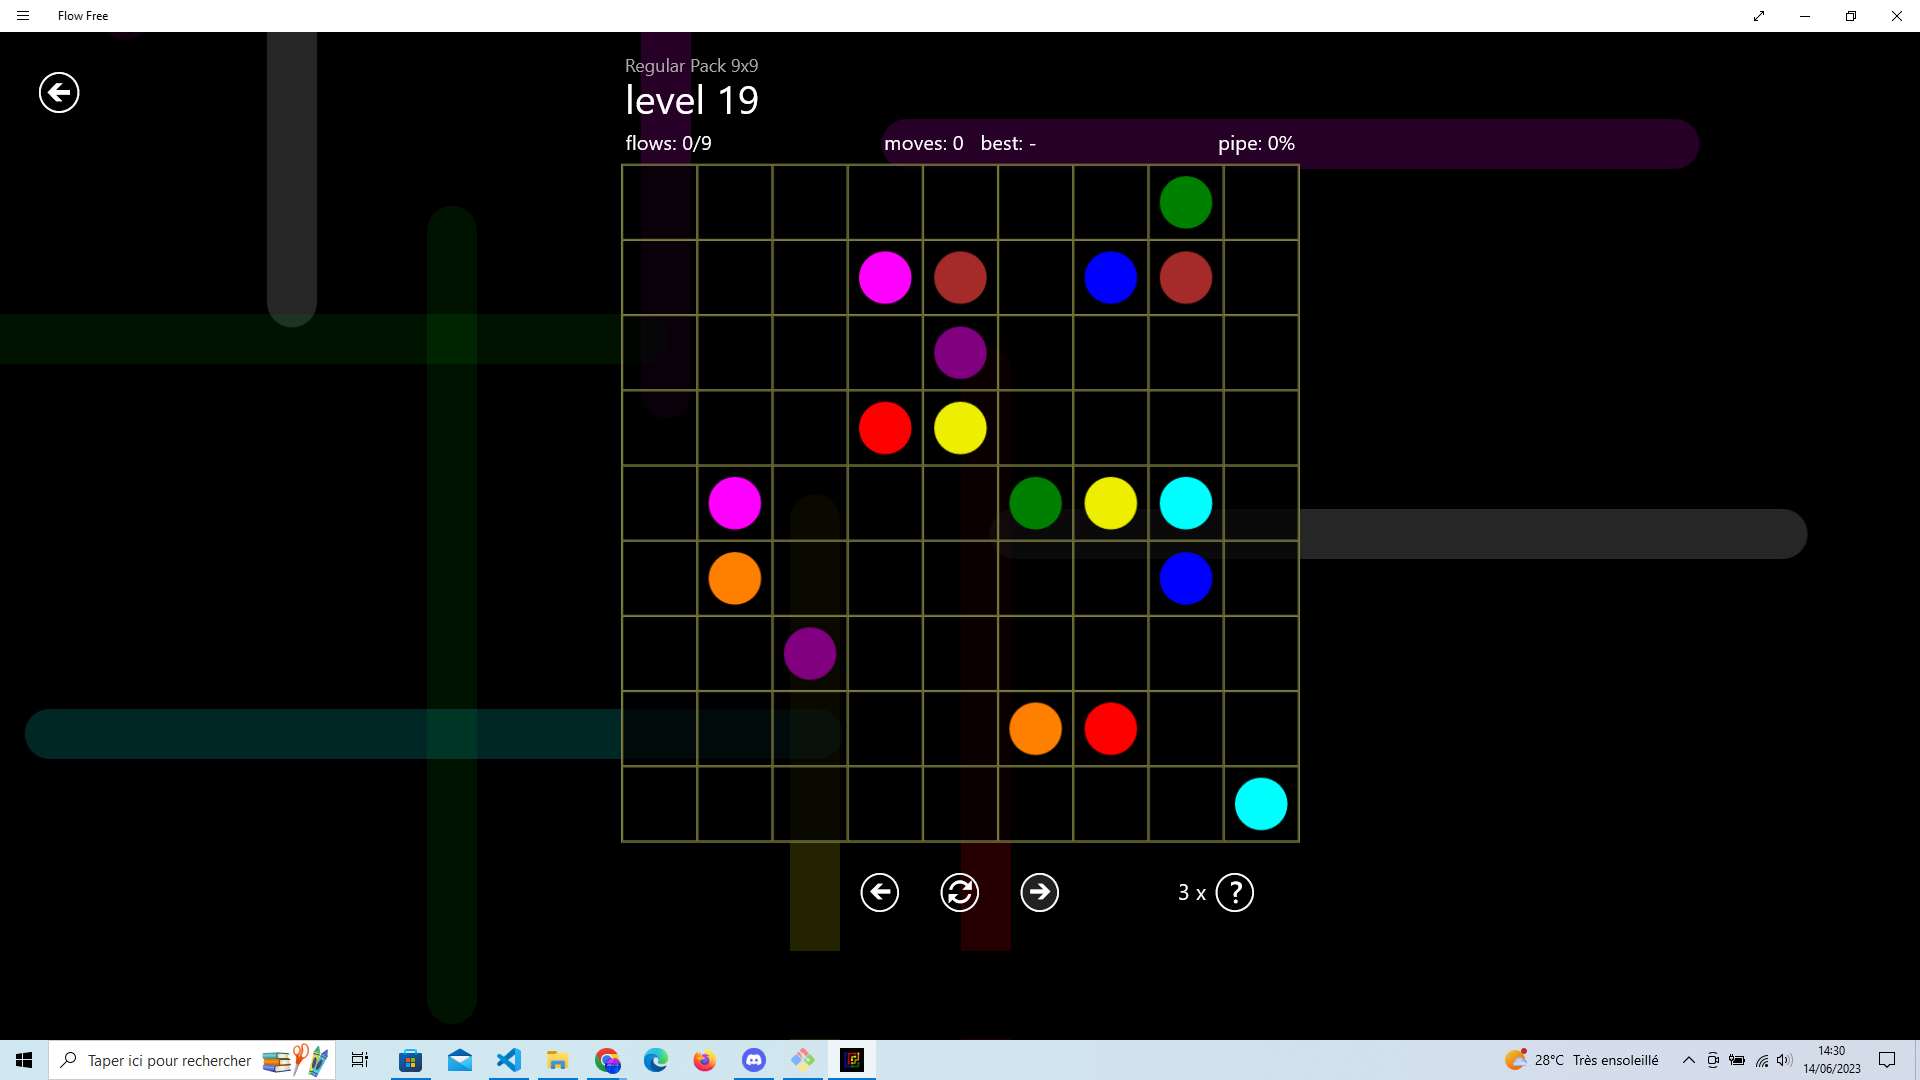 Flow Free
Regular Pack 9x9
level 19
flows: 0/9 moves: 0 best: - pipe: 0%
3 x ?
Taper ici pour rechercher
28°C Très ensoleillé
14:30
14/06/2023